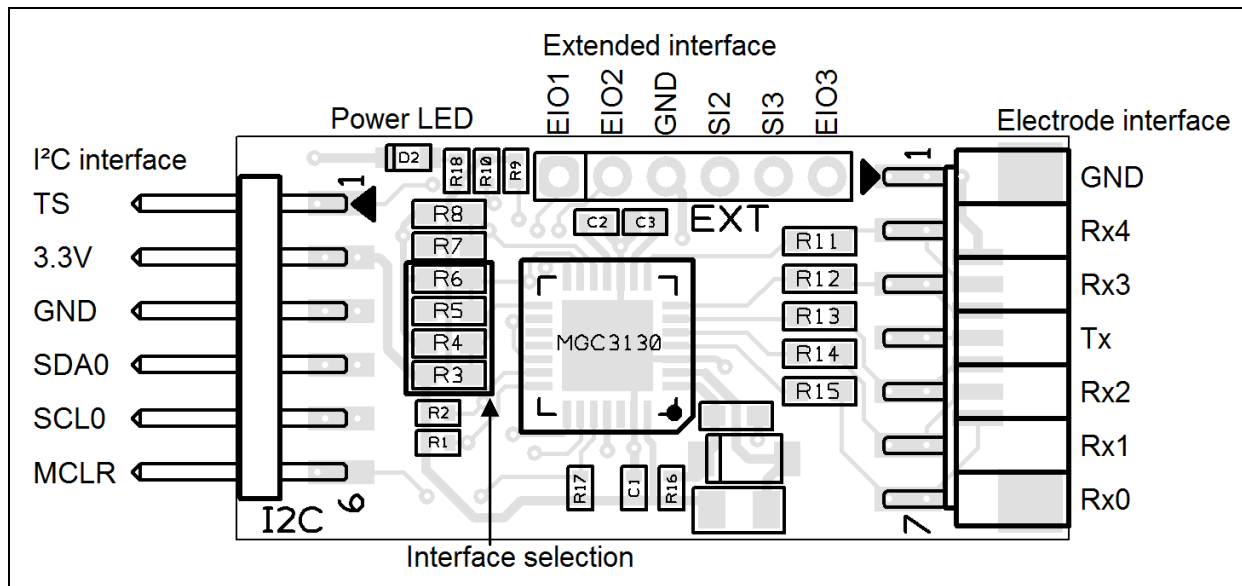 Extended interface
EIO1
EIO2
GND
SI2
SI3
EIO3
Power LED
Electrode interface
I²C interface
TS
3.3V
GND
SDA0
SCL0
MCLR
1
6
I2C
D2
R18
R10
R9
R8
R7
R6
R5
R4
R3
R2
R1
C2
C3
EXT
MGC3130
R11
R12
R13
R14
R15
R17
C1
R16
1
7
GND
Rx4
Rx3
Tx
Rx2
Rx1
Rx0
Interface selection